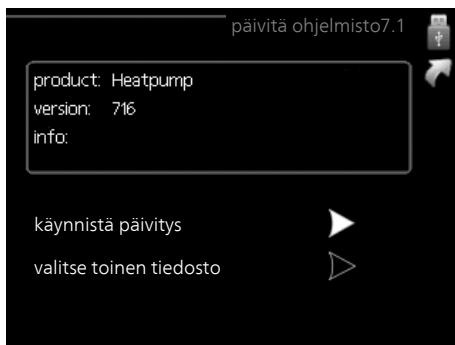 päivitä ohjelmisto7.1
product: Heatpump
version: 716
info:
käynnistä päivitys
valitse toinen tiedosto